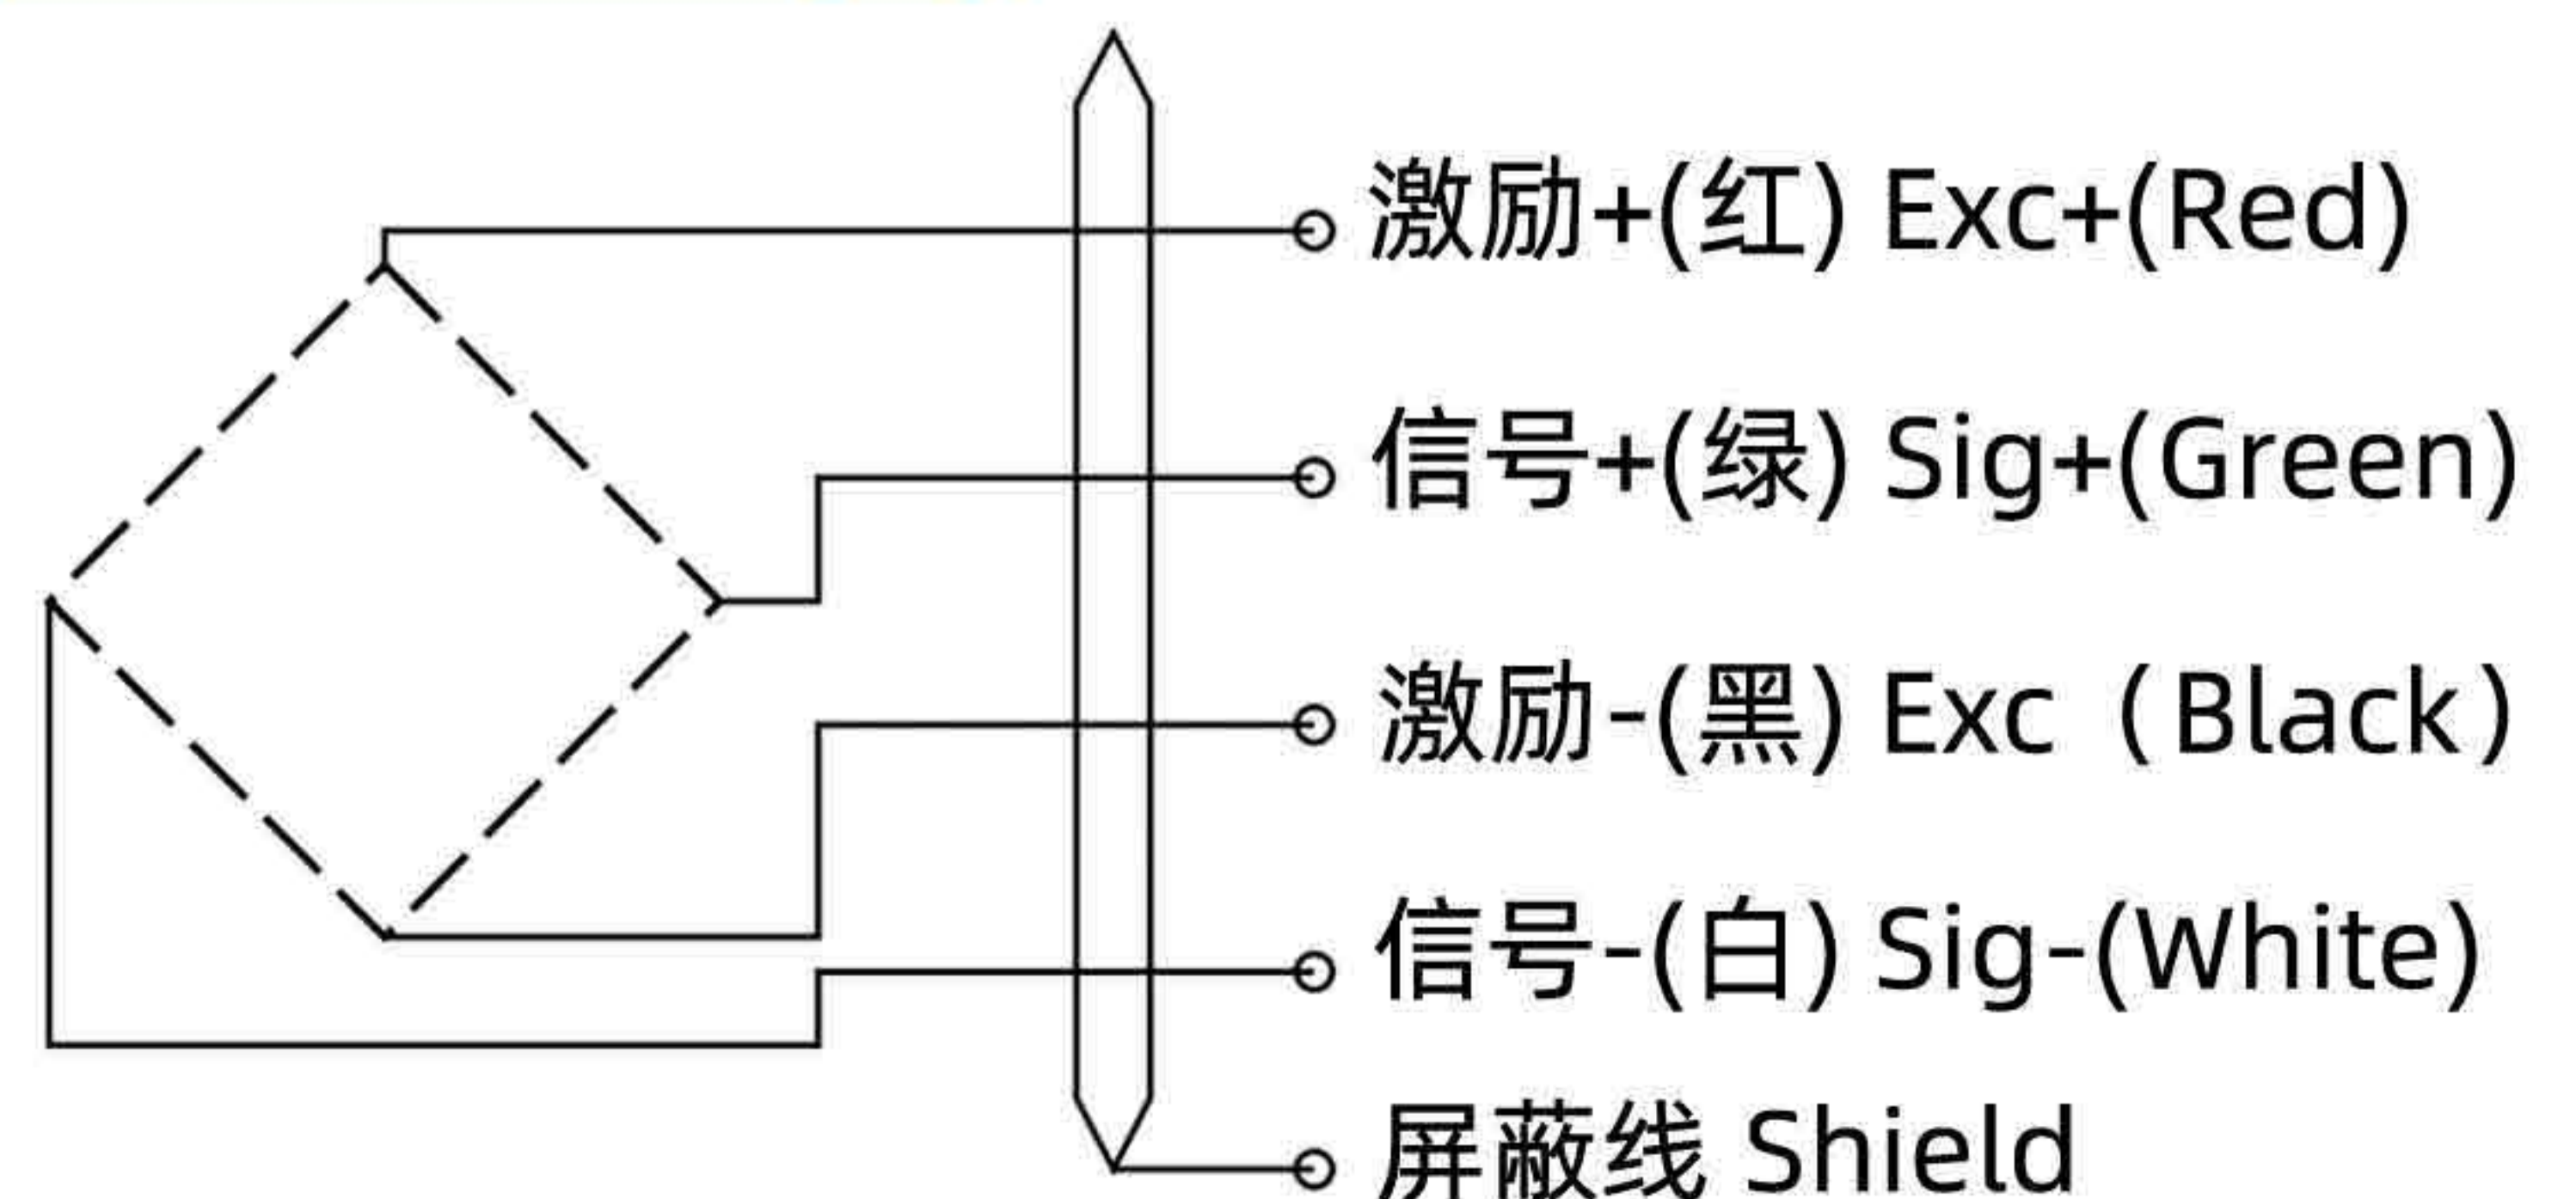 激励+(红) Exc+(Red)
信号+(绿) Sig+(Green)
激励-(黑) Exc（Black）
信号-(白) Sig-(White)
屏蔽线 Shield